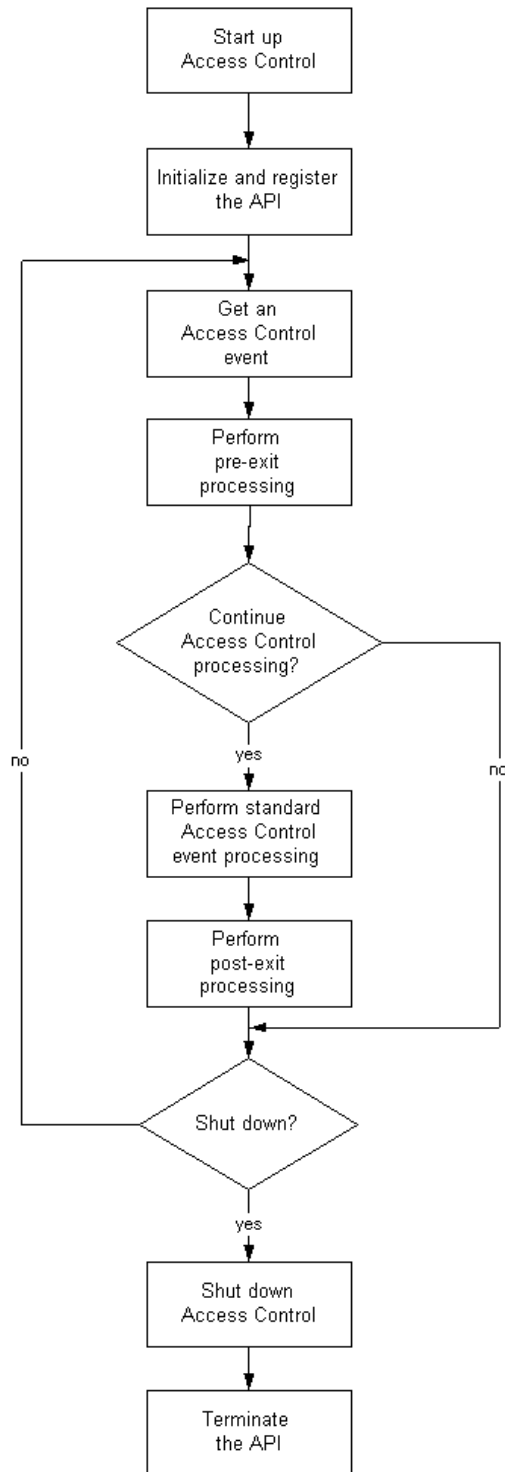 Start up
Access Control
Initialize and register
the API
Get an
Access Control
event
Perform
pre-exit
processing
Continue
Access Control
processing?
no
yes
no
Perform standard
Access Control
event processing
Perform
post-exit
processing
Shut down?
yes
Shut down
Access Control
Terminate
the API